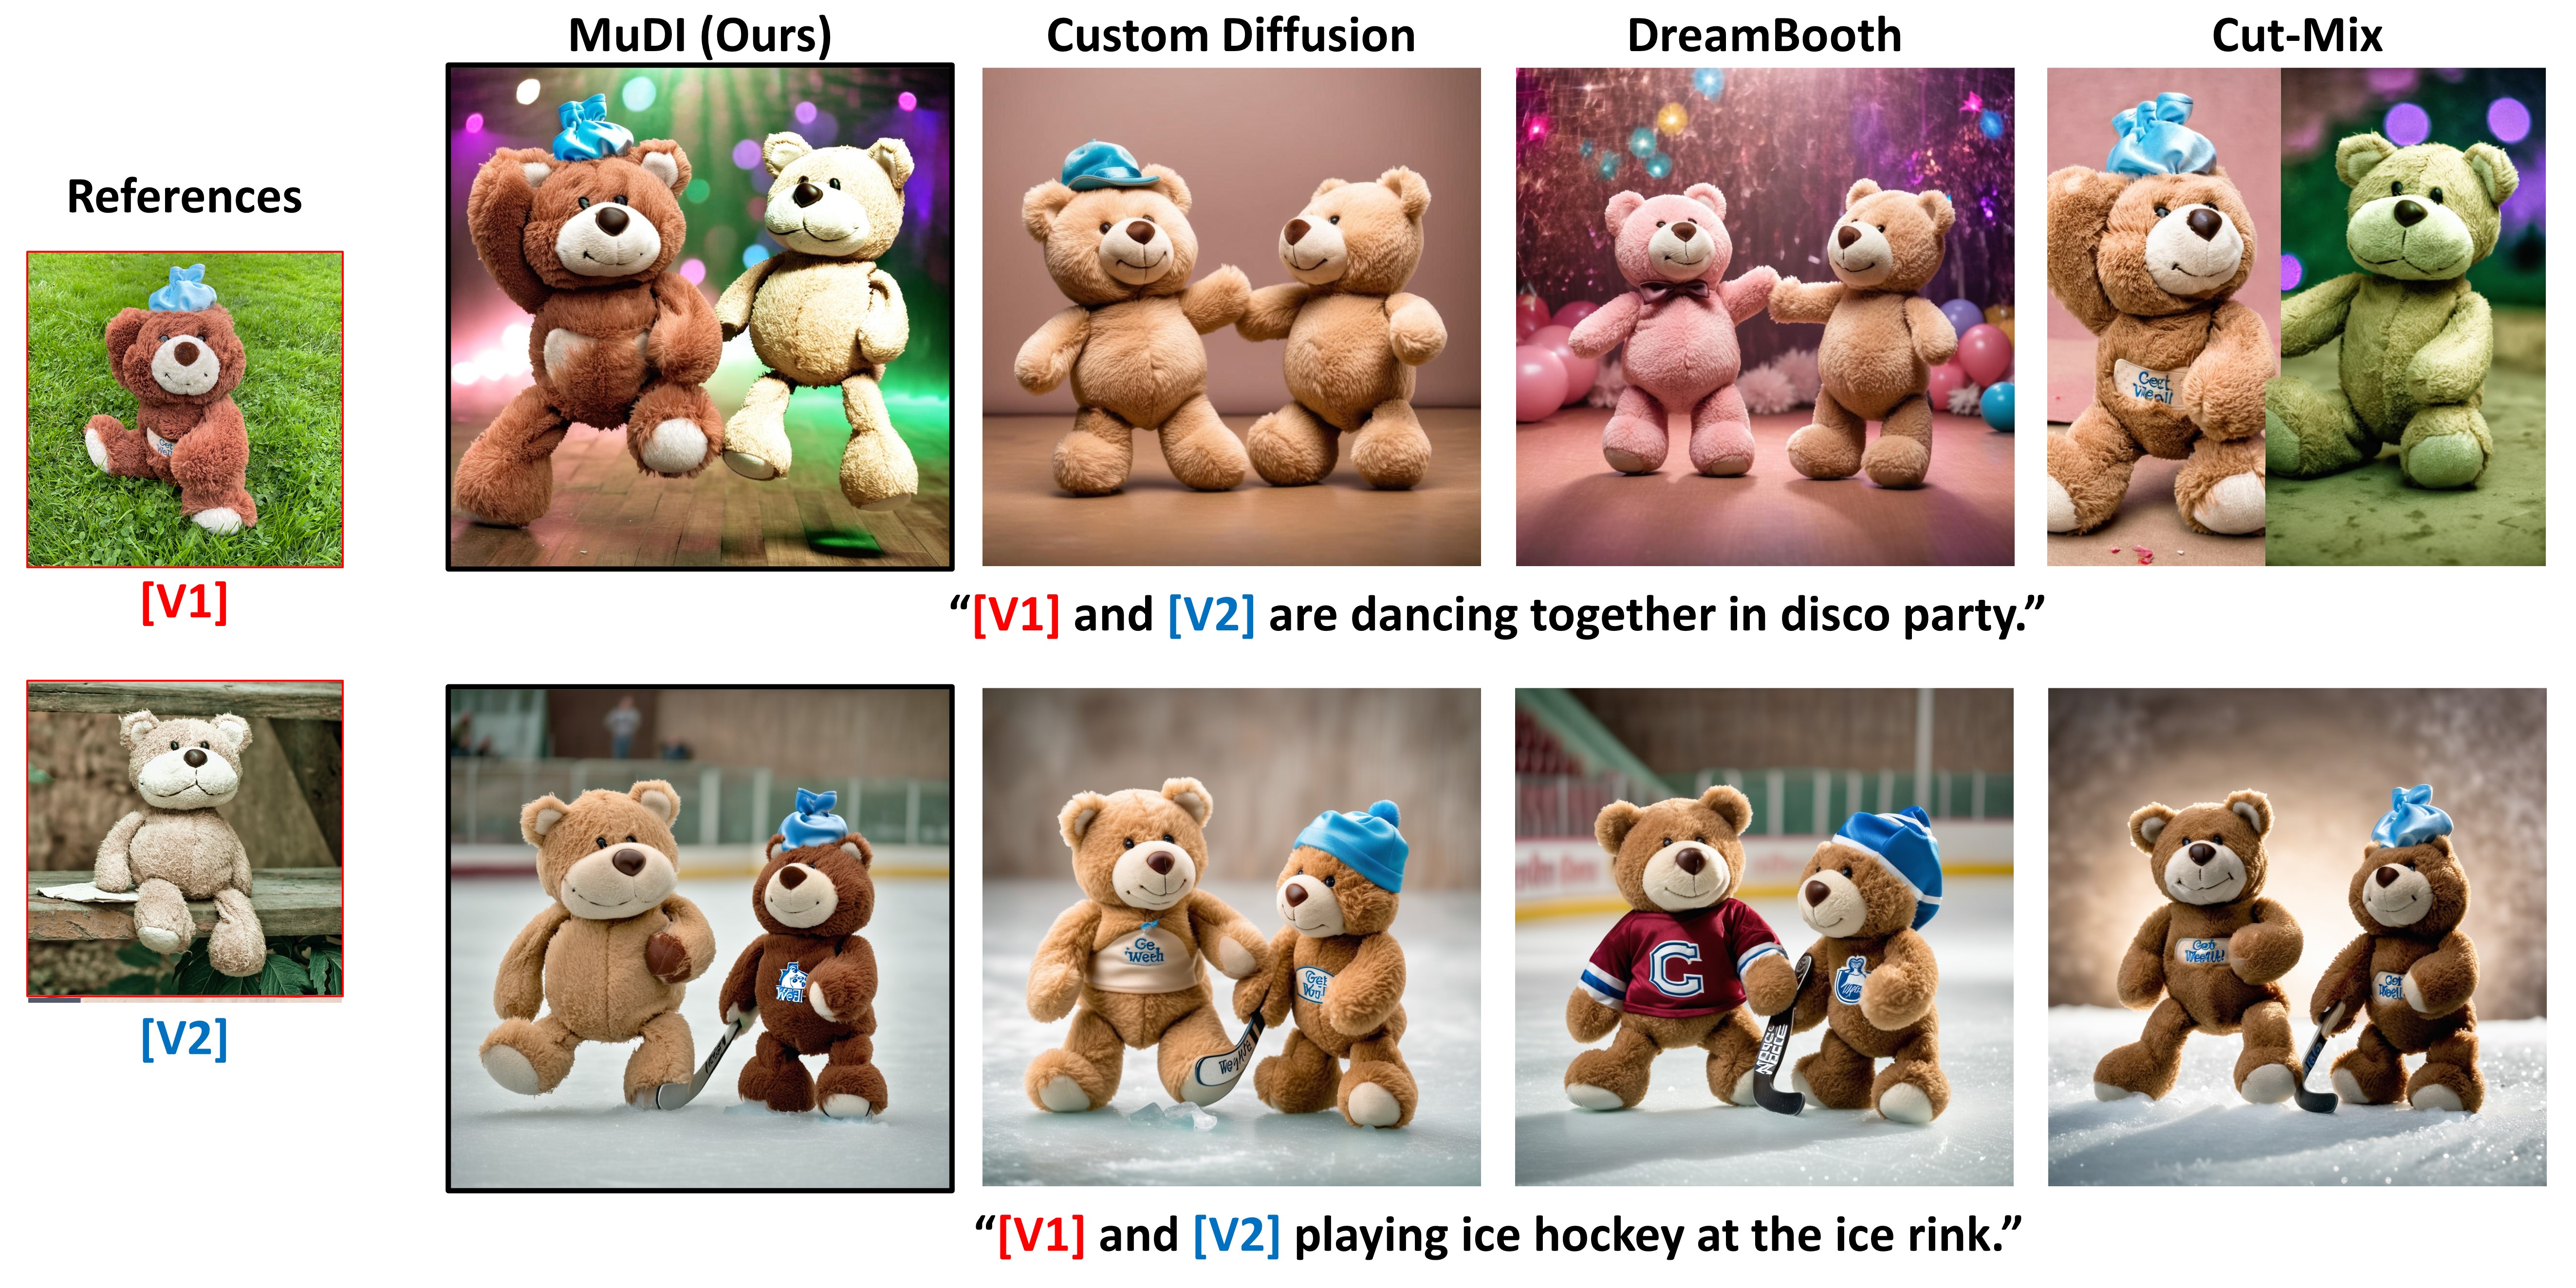 MuDI (Ours)
Custom Diffusion
DreamBooth
Cut-Mix
References
[V1]
“[V1] and [V2] are dancing together in disco party.”
[V2]
“[V1] and [V2] playing ice hockey at the ice rink.”
Get
C